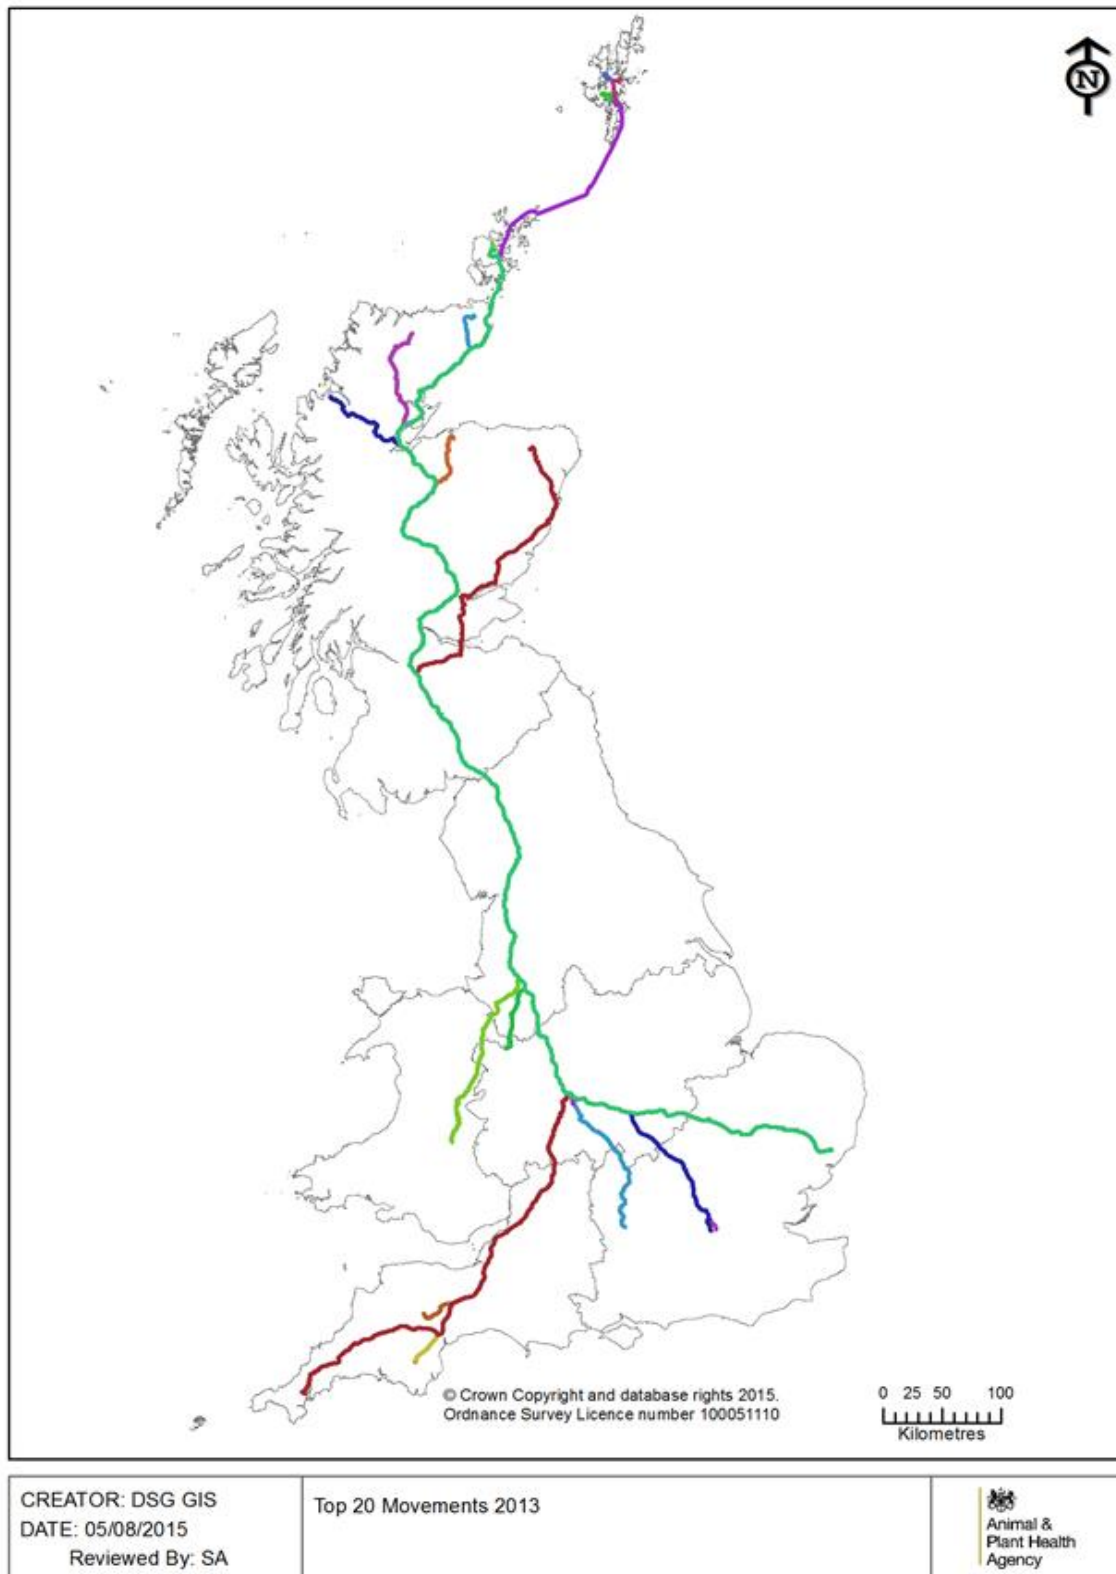 N
© Crown Copyright and database rights 2015.
Ordnance Survey Licence number 100051110
0 25 50 100
Kilometres
CREATOR: DSG GIS
DATE: 05/08/2015
Reviewed By: SA
Top 20 Movements 2013
Animal &
Plant Health
Agency